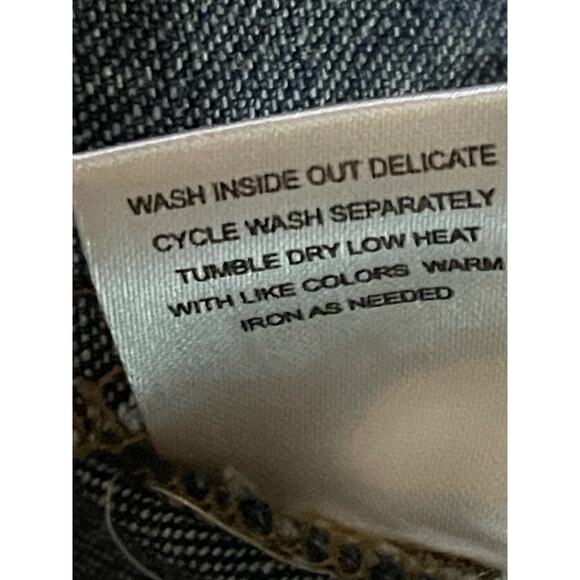 WASH INSIDE OUT DELICATE
CYCLE WASH SEPARATELY
TUMBLE DRY LOW HEAT
WITH LIKE COLORS WARM
IRON AS NEEDED